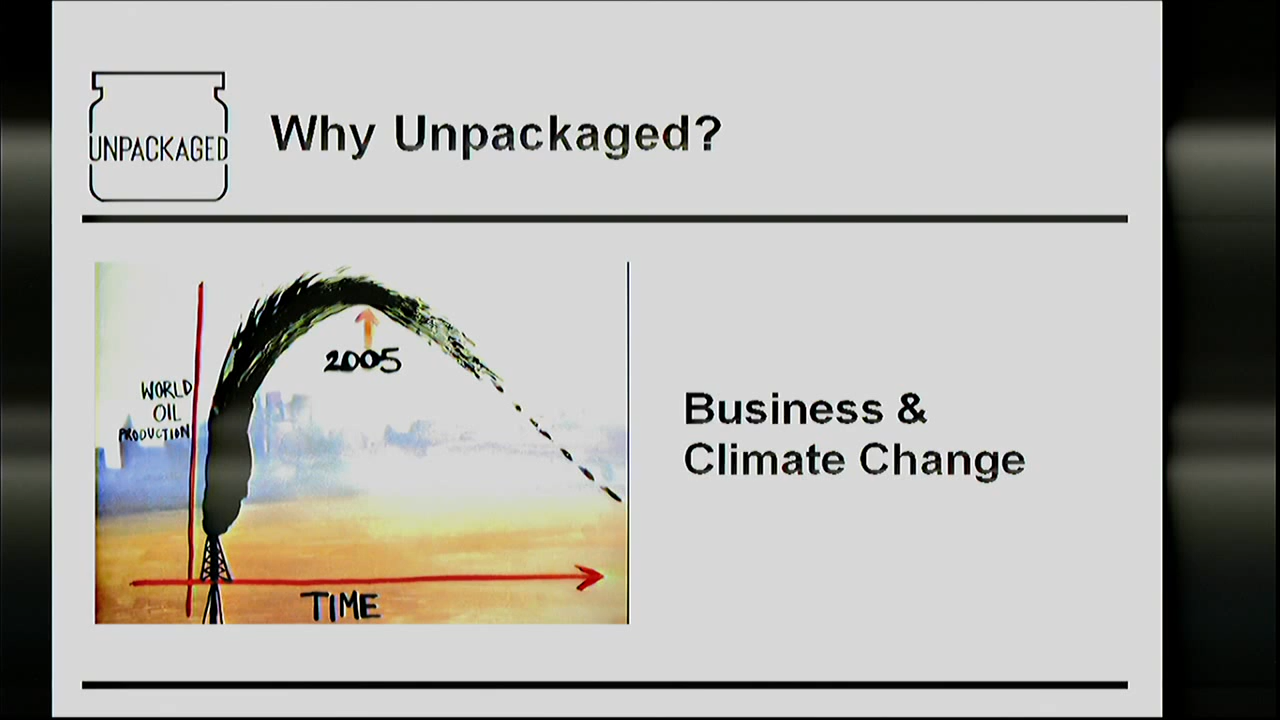 UNPACKAGED
Why Unpackaged?
2005
WORLD
OIL
PRODUCTION
TIME
Business &
Climate Change